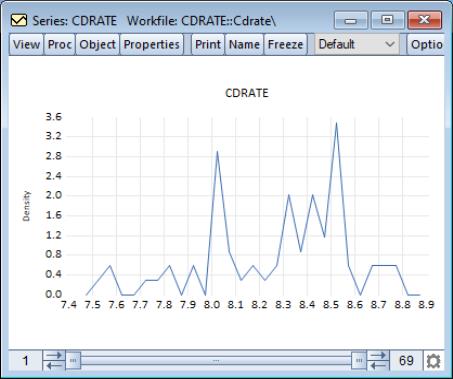 Series: CDRATE Workfile: CDRATE::Cdrate\
View Proc Object Properties Print Name Freeze Default Optio
CDRATE
3.6
3.2
2.8
2.4
2.0
1.6
1.2
0.8
0.4
0.0
Density
7.4 7.5 7.6 7.7 7.8 7.9 8.0 8.1 8.2 8.3 8.4 8.5 8.6 8.7 8.8 8.9
1 69